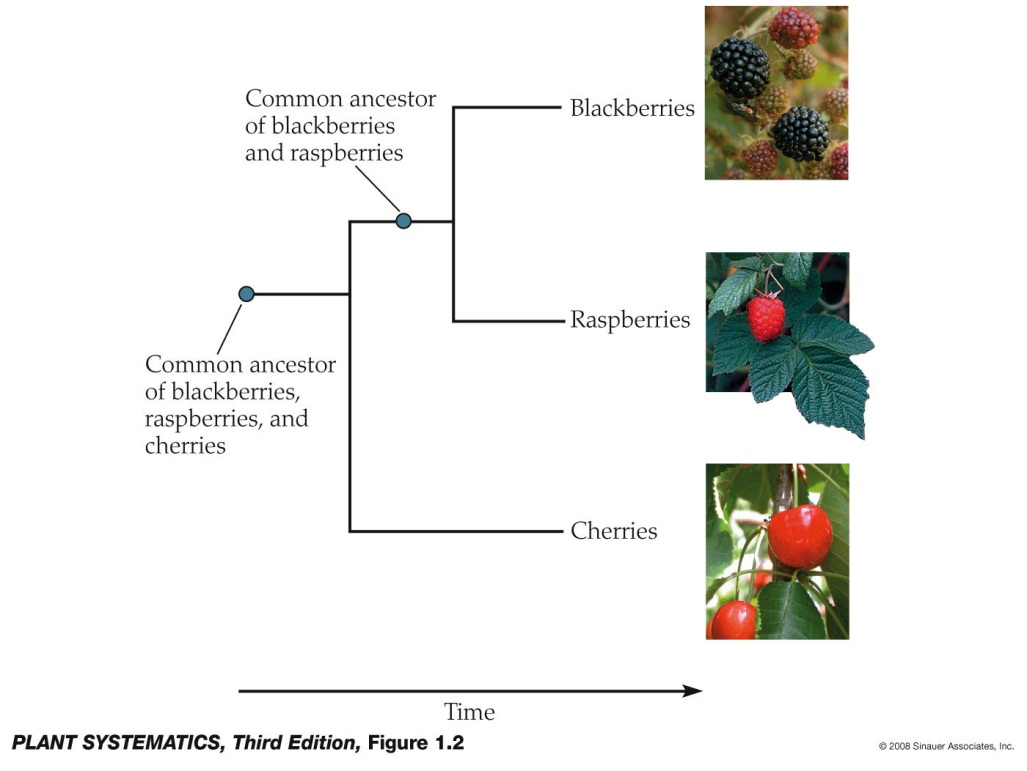 Common ancestor
of blackberries
and raspberries
Blackberries
Raspberries
Common ancestor
of blackberries,
raspberries, and
cherries
Cherries
Time
PLANT SYSTEMATICS, Third Edition, Figure 1.2
© 2008 Sinauer Associates, Inc.